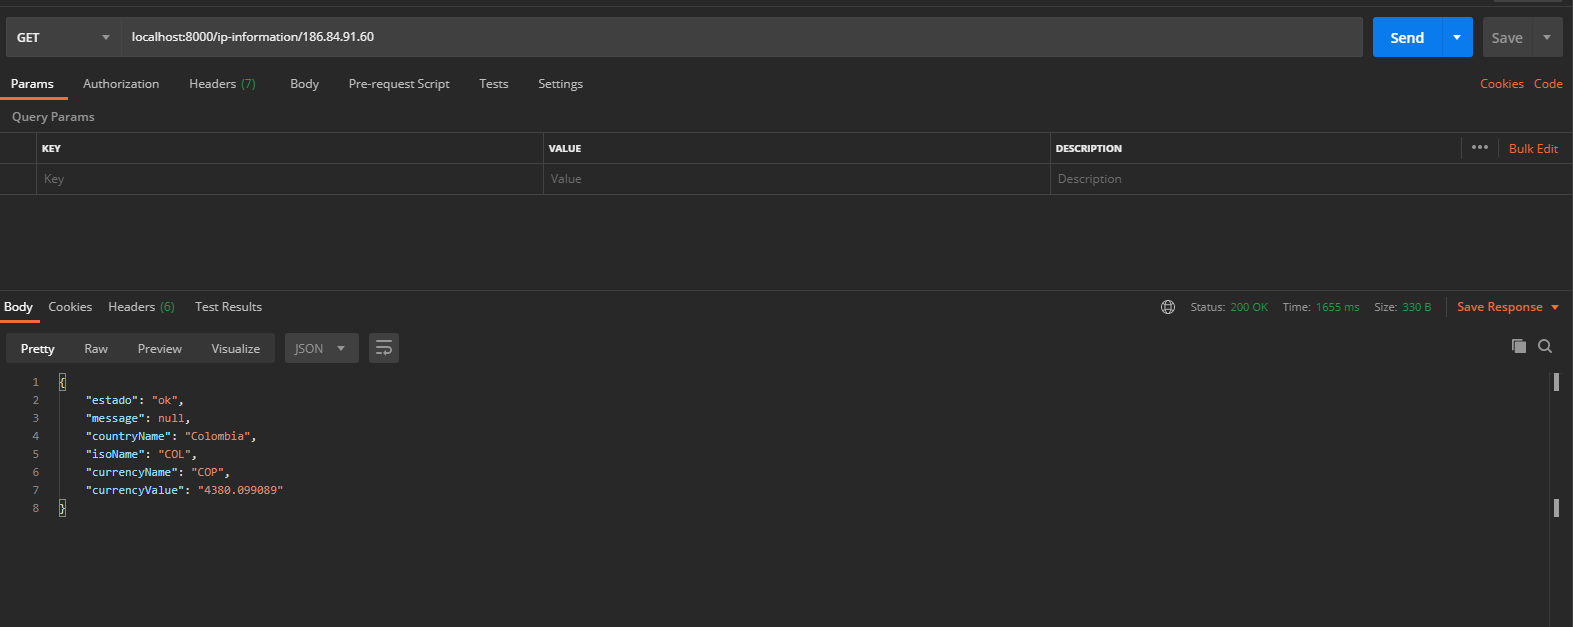 GET localhost:8000/ip-information/186.84.91.60 Send Save
Params Authorization Headers (7) Body Pre-request Script Tests Settings Cookies Code
Query Params
KEY VALUE DESCRIPTION ••• Bulk Edit
Key Value Description
Body Cookies Headers (6) Test Results Status: 200 OK Time: 1655 ms Size: 330 B Save Response
Pretty Raw Preview Visualize JSON
1 {
2 "estado": "ok",
3 "message": null,
4 "countryName": "Colombia",
5 "isoName": "COL",
6 "currencyName": "COP",
7 "currencyValue": "4380.099089"
8 }